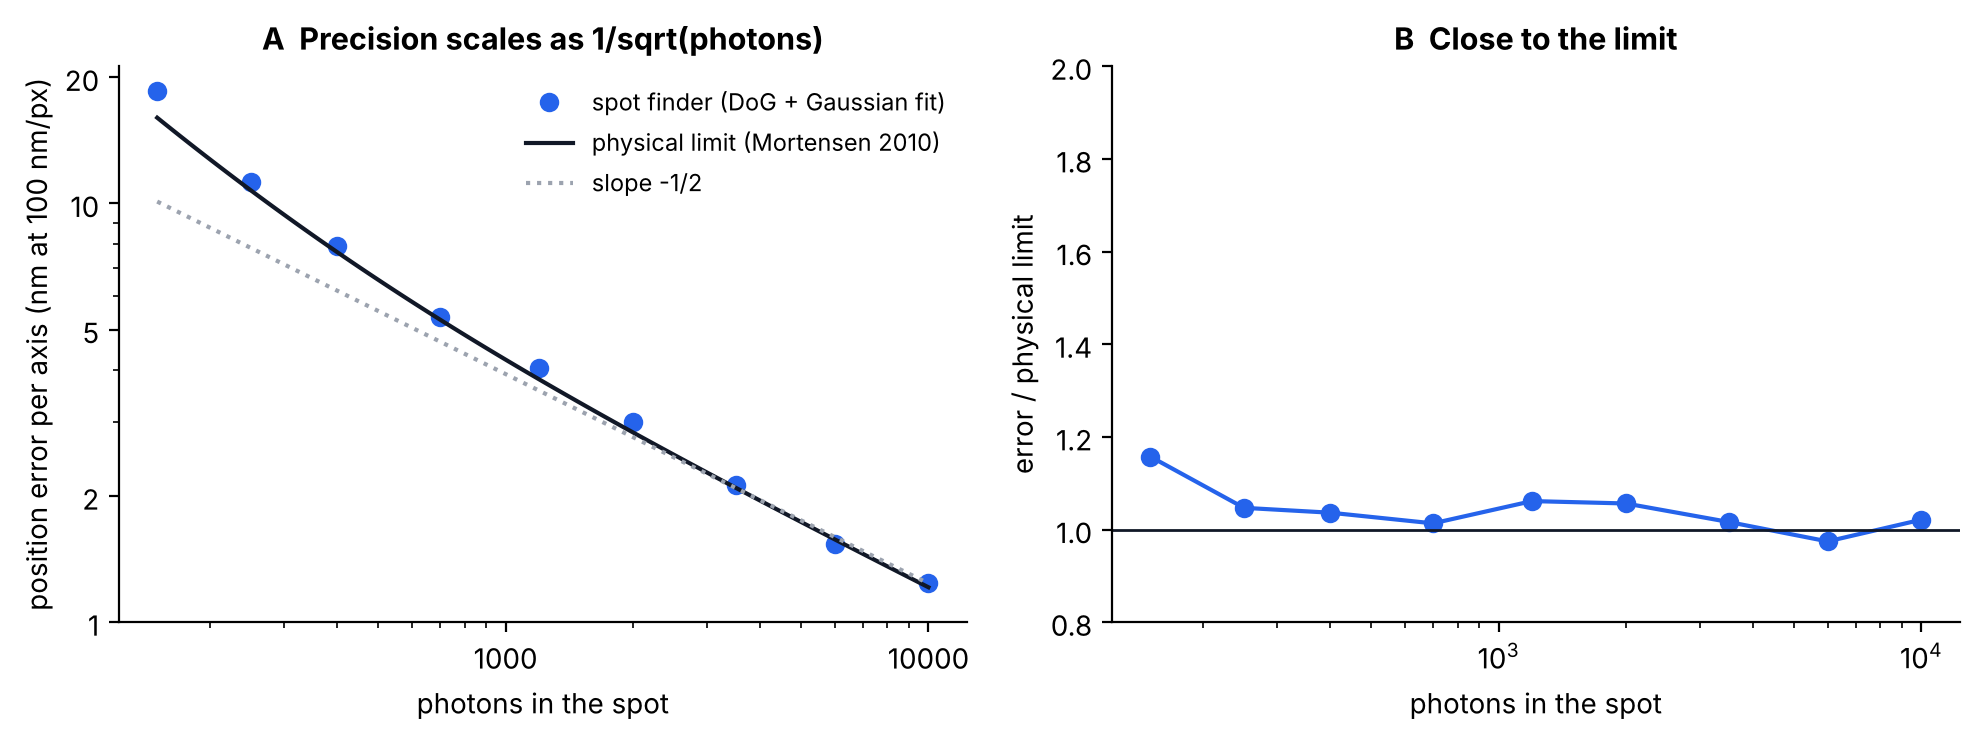 A Precision scales as 1/sqrt(photons)
position error per axis (nm at 100 nm/px)
20
10
5
2
1
spot finder (DoG + Gaussian fit)
physical limit (Mortensen 2010)
slope -1/2
1000
10000
photons in the spot
B Close to the limit
error / physical limit
2.0
1.8
1.6
1.4
1.2
1.0
0.8
10³
10⁴
photons in the spot